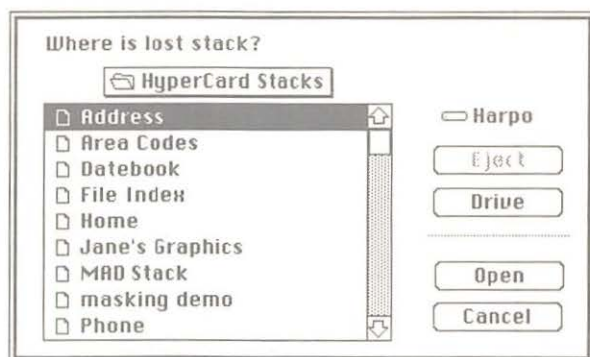 Where is lost stack?
HyperCard Stacks
Address
Area Codes
Datebook
File Index
Home
Jane's Graphics
MAD Stack
masking demo
Phone
Harpo
Eject
Drive
Open
Cancel